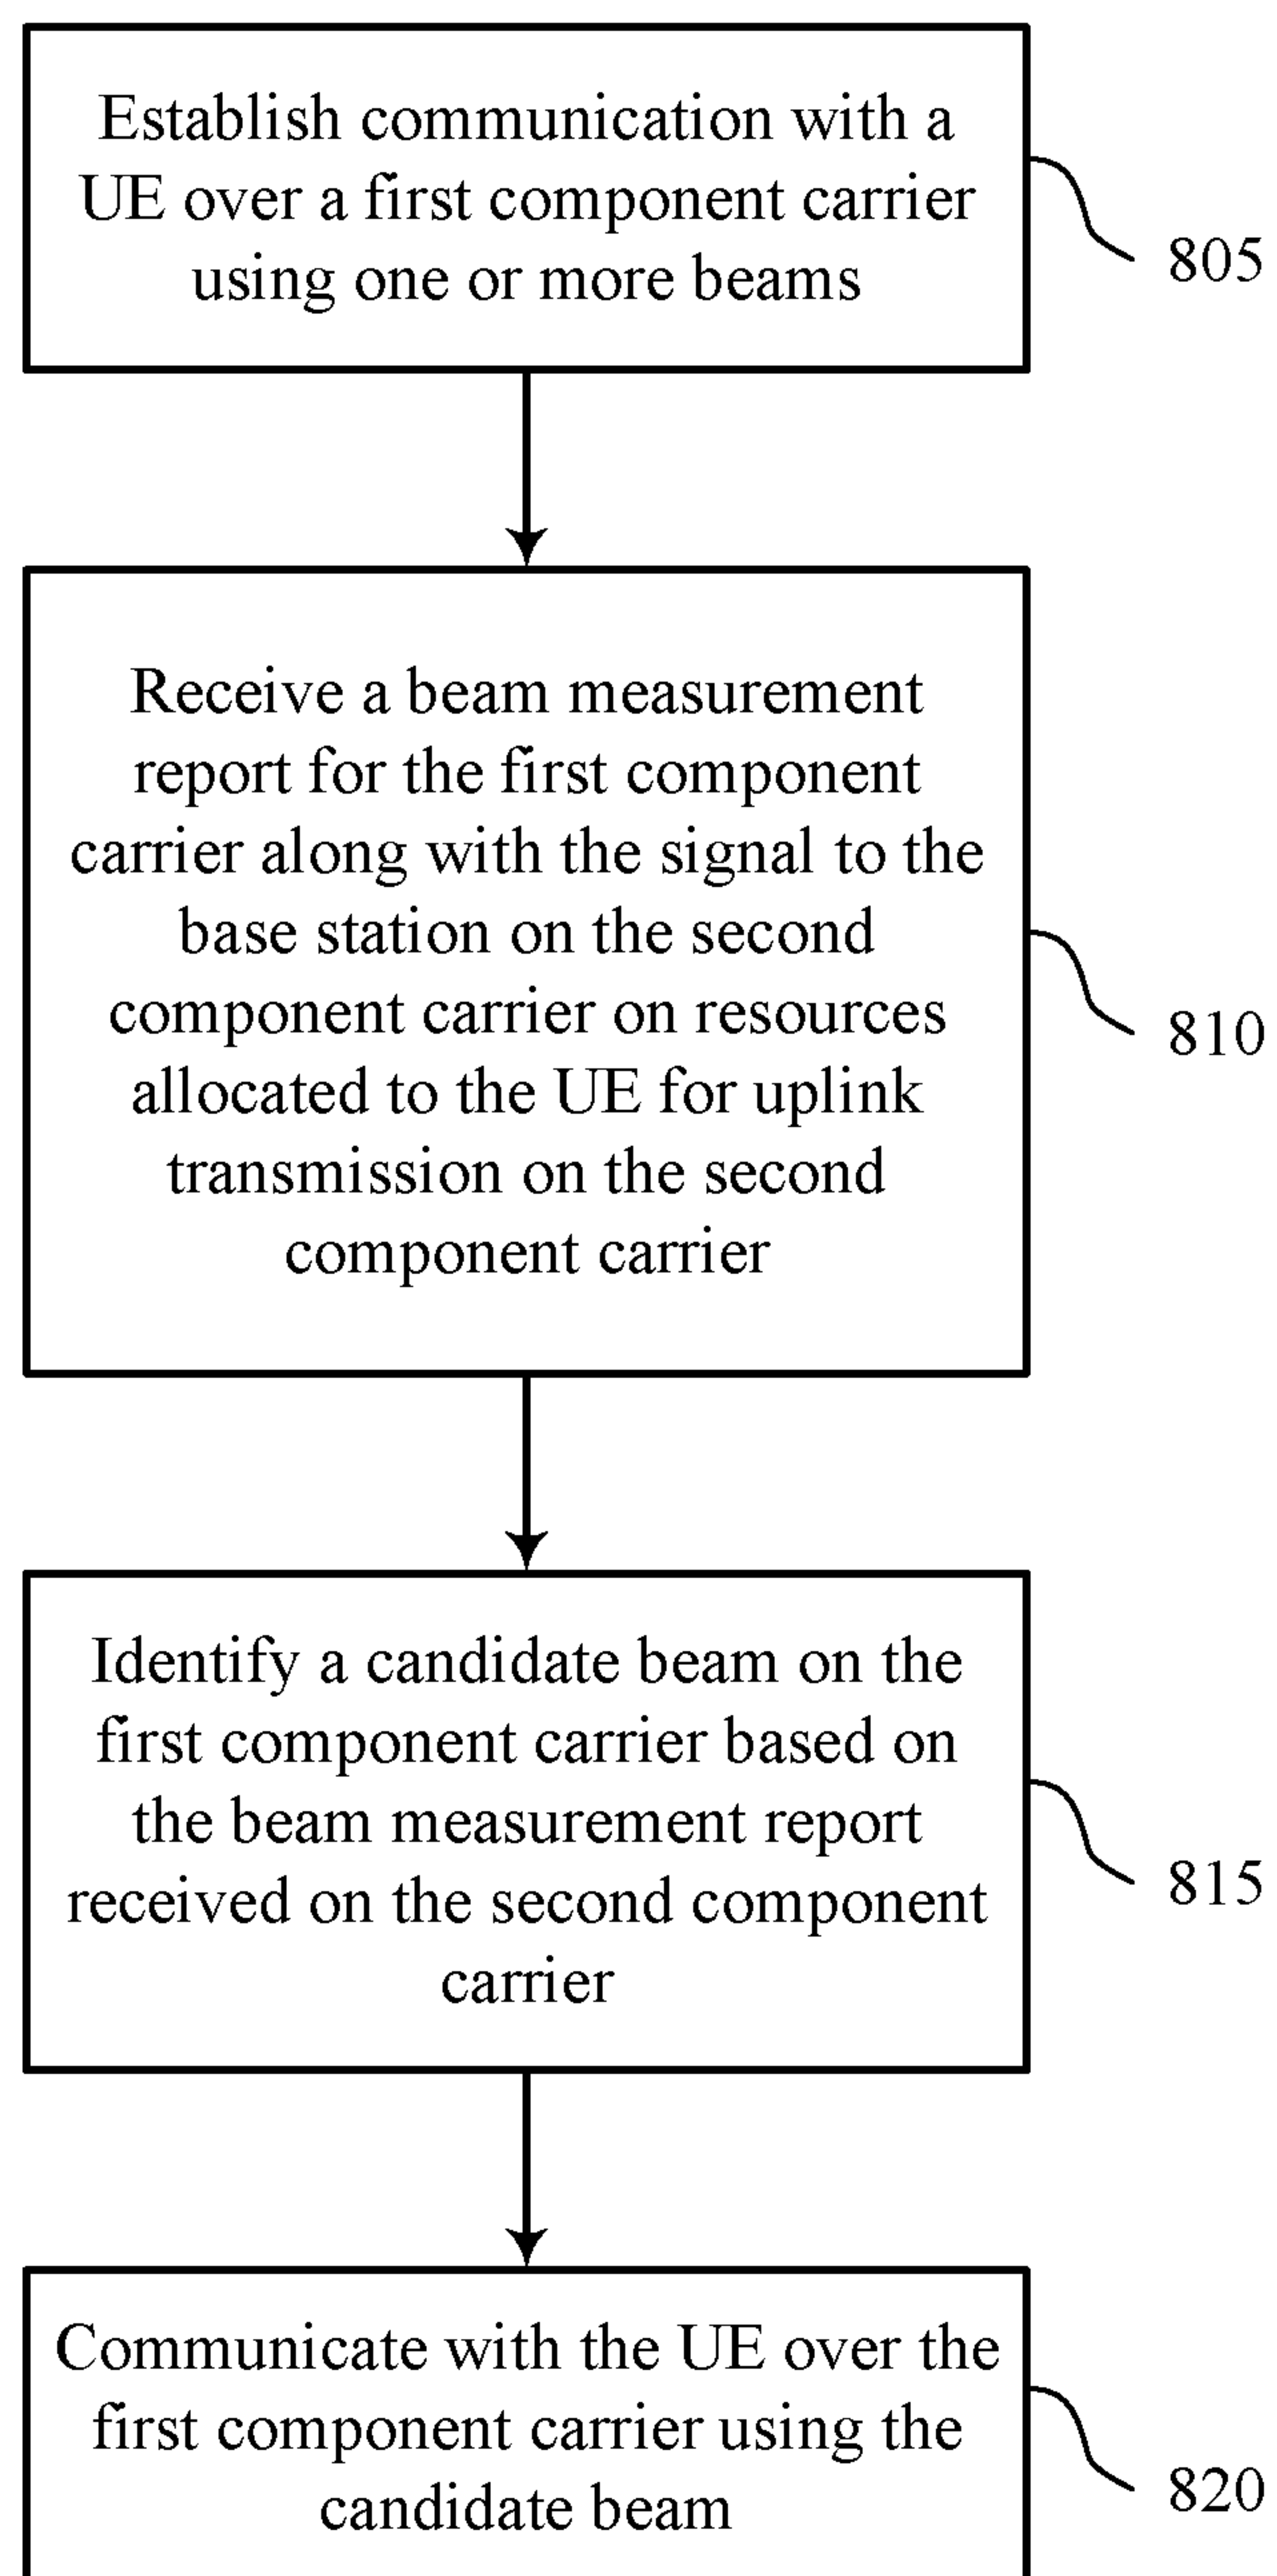 Establish communication with a
UE over a first component carrier
using one or more beams
805
Receive a beam measurement
report for the first component
carrier along with the signal to the
base station on the second
component carrier on resources
allocated to the UE for uplink
transmission on the second
component carrier
810
Identify a candidate beam on the
first component carrier based on
the beam measurement report
received on the second component
carrier
815
Communicate with the UE over the
first component carrier using the
candidate beam
820